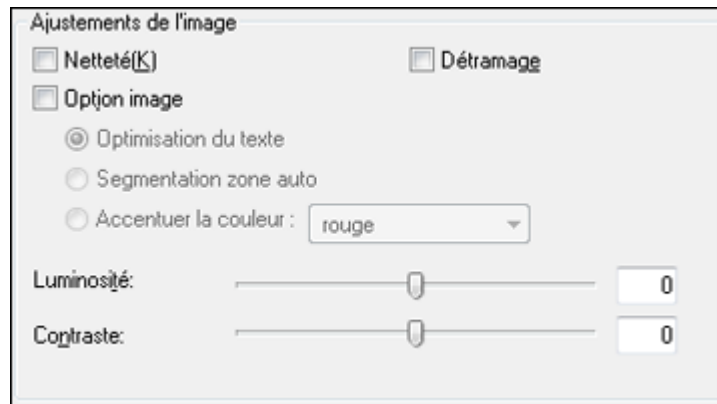 Ajustements de l'image
Netteté(K) Détramage
Option image
Optimisation du texte
Segmentation zone auto
Accentuer la couleur : rouge
Luminosité: 0
Contraste: 0